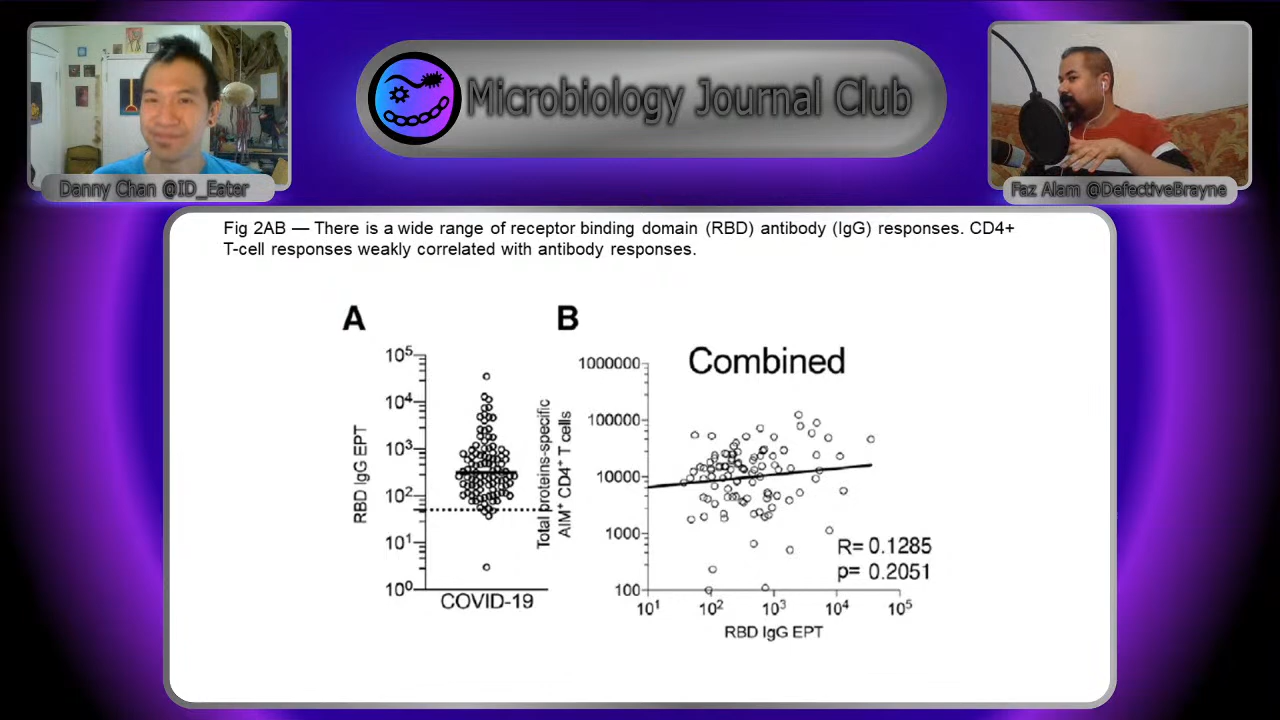 Microbiology Journal Club
Danny Chan @ID_Eater
Faz Alam @DefectiveBrayne
Fig 2AB — There is a wide range of receptor binding domain (RBD) antibody (IgG) responses. CD4+
T-cell responses weakly correlated with antibody responses.
A
RBD IgG EPT
10⁵
10⁴
10³
10²
10¹
10⁰
COVID-19
B
Combined
Total proteins-specific
AIM⁺ CD4⁺ T cells
1000000
100000
10000
1000
100
R= 0.1285
p= 0.2051
10¹ 10² 10³ 10⁴ 10⁵
RBD IgG EPT